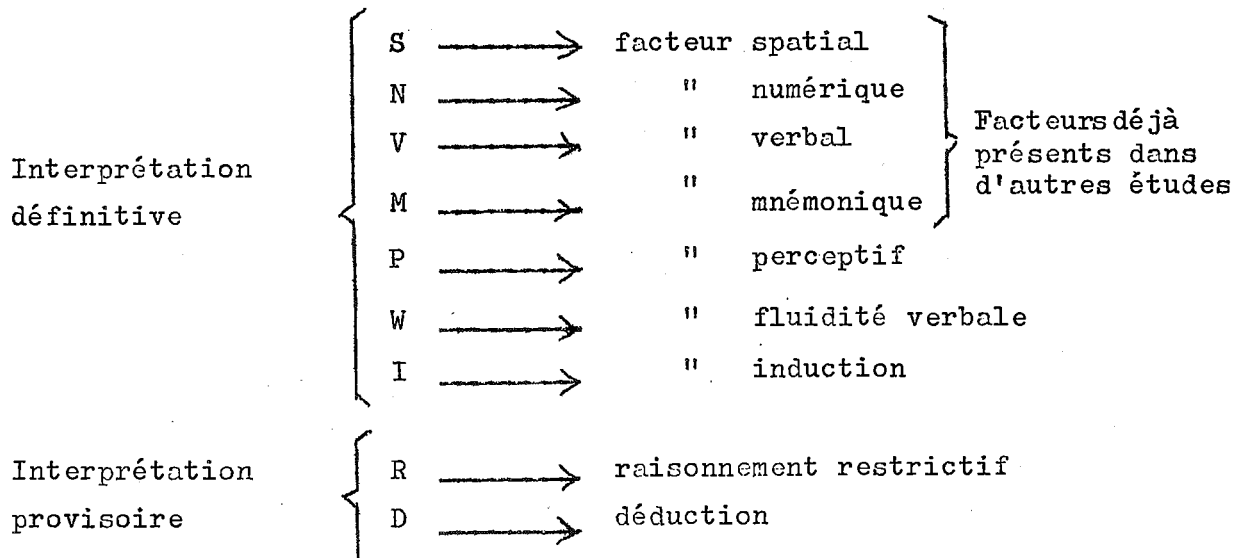 S → facteur spatial
N → " numérique
V → " verbal
M → " mnémonique
Facteurs déjà
présents dans
d'autres études
Interprétation
définitive
P → " perceptif
W → " fluidité verbale
I → " induction
Interprétation
provisoire
R → raisonnement restrictif
D → déduction